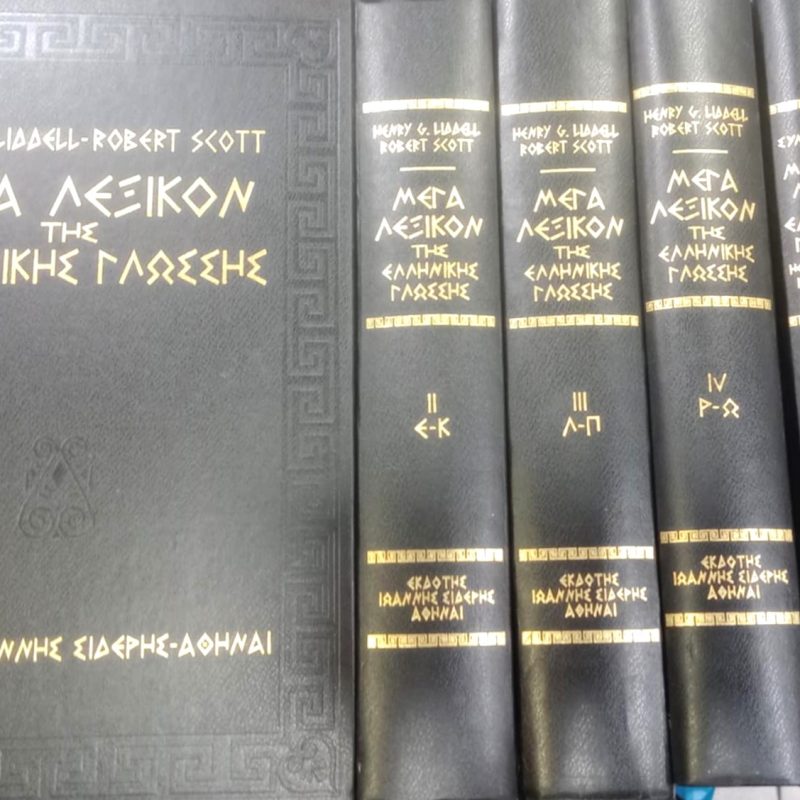 LIDDELL-ROBERT SCOTT
ΛΕΞΙΚΟΝ
ΤΗΣ
ΓΛΩΣΣΗΣ
ΣΙΔΕΡΗΣ-ΑΘΗΝΑΙ
HENRY G. LIDDELL
ROBERT SCOTT
ΜΕΓΑ
ΛΕΞΙΚΟΝ
ΤΗΣ
ΕΛΛΗΝΙΚΗΣ
ΓΛΩΣΣΗΣ
II
Ε-Κ
ΕΚΔΟΤΗΣ
ΙΩΑΝΝΗΣ ΣΙΔΕΡΗΣ
ΑΘΗΝΑΙ
HENRY G. LIDDELL
ROBERT SCOTT
ΜΕΓΑ
ΛΕΞΙΚΟΝ
ΤΗΣ
ΕΛΛΗΝΙΚΗΣ
ΓΛΩΣΣΗΣ
III
Λ-Π
ΕΚΔΟΤΗΣ
ΙΩΑΝΝΗΣ ΣΙΔΕΡΗΣ
ΑΘΗΝΑΙ
HENRY G. LIDDELL
ROBERT SCOTT
ΜΕΓΑ
ΛΕΞΙΚΟΝ
ΤΗΣ
ΕΛΛΗΝΙΚΗΣ
ΓΛΩΣΣΗΣ
IV
Ρ-Ω
ΕΚΔΟΤΗΣ
ΙΩΑΝΝΗΣ ΣΙΔΕΡΗΣ
ΑΘΗΝΑΙ